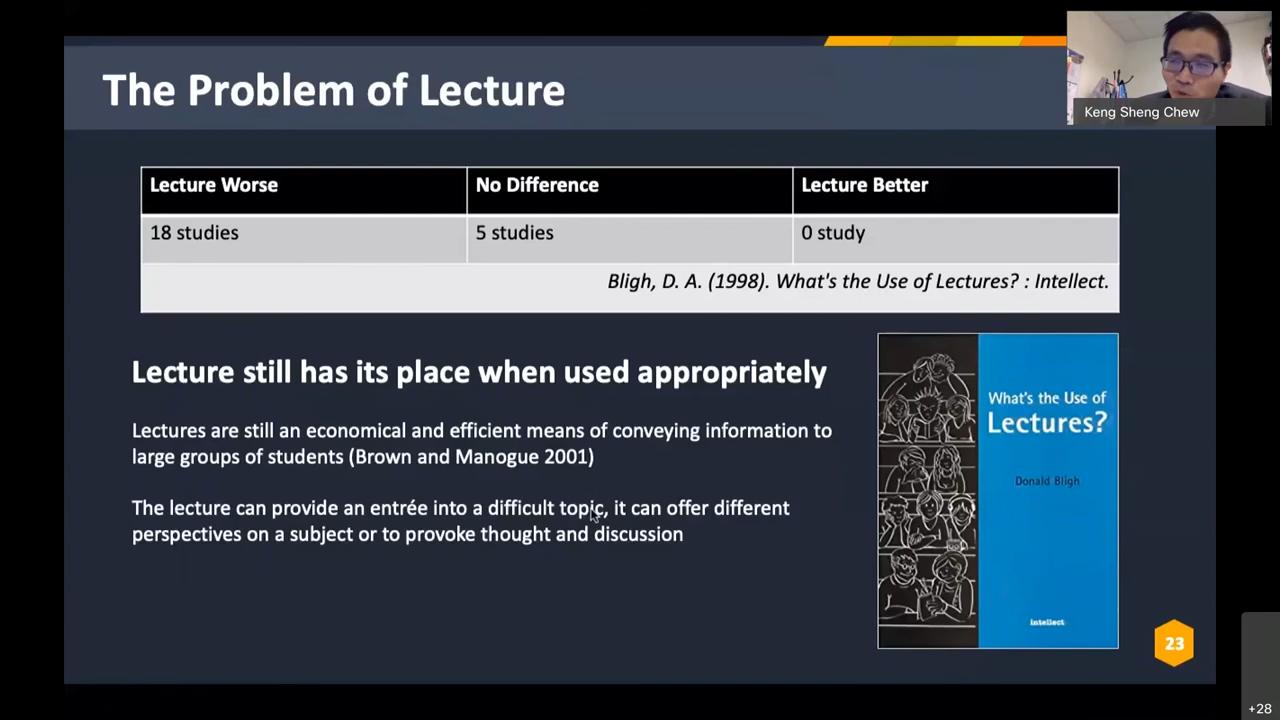 The Problem of Lecture
Keng Sheng Chew
Lecture Worse
No Difference
Lecture Better
18 studies
5 studies
0 study
Bligh, D. A. (1998). What's the Use of Lectures? : Intellect.
Lecture still has its place when used appropriately
Lectures are still an economical and efficient means of conveying information to
large groups of students (Brown and Manogue 2001)
The lecture can provide an entrée into a difficult topic, it can offer different
perspectives on a subject or to provoke thought and discussion
What's the Use of
Lectures?
Donald Bligh
intellect
23
+28